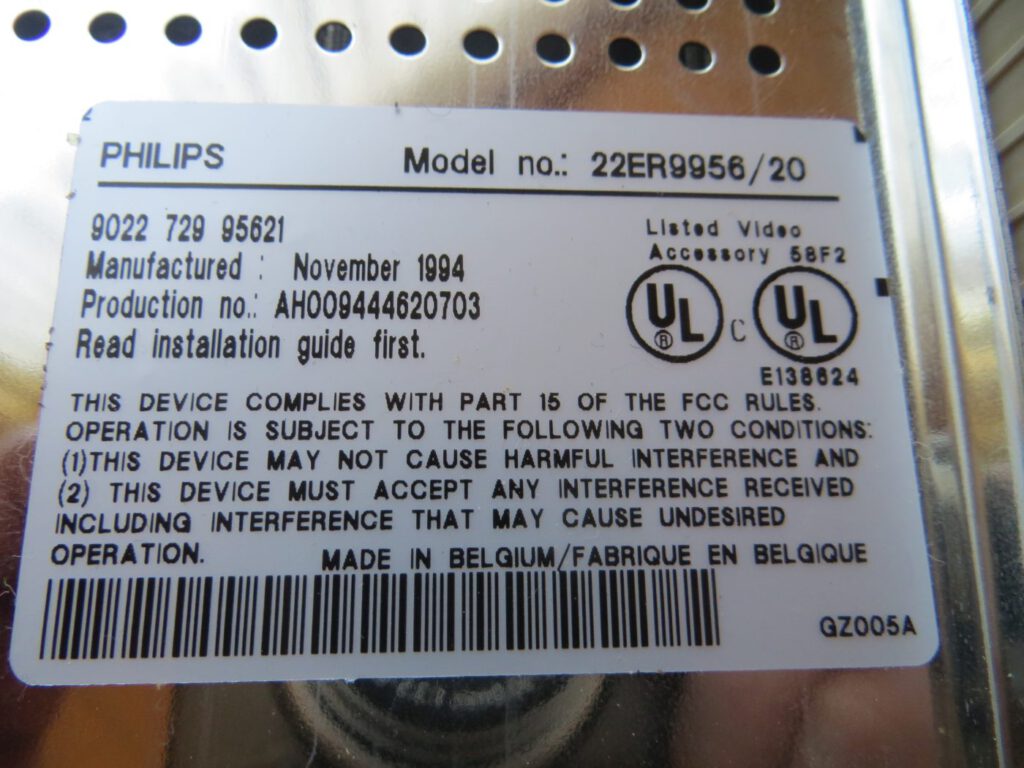 PHILIPS Model no.: 22ER9956/20
9022 729 95621
Manufactured : November 1994
Production no.: AH009444620703
Read installation guide first.
Listed Video
Accessory 58F2
UL ® C UL ®
E138624
THIS DEVICE COMPLIES WITH PART 15 OF THE FCC RULES.
OPERATION IS SUBJECT TO THE FOLLOWING TWO CONDITIONS:
(1)THIS DEVICE MAY NOT CAUSE HARMFUL INTERFERENCE AND
(2) THIS DEVICE MUST ACCEPT ANY INTERFERENCE RECEIVED
INCLUDING INTERFERENCE THAT MAY CAUSE UNDESIRED
OPERATION. MADE IN BELGIUM/FABRIQUE EN BELGIQUE
GZ005A